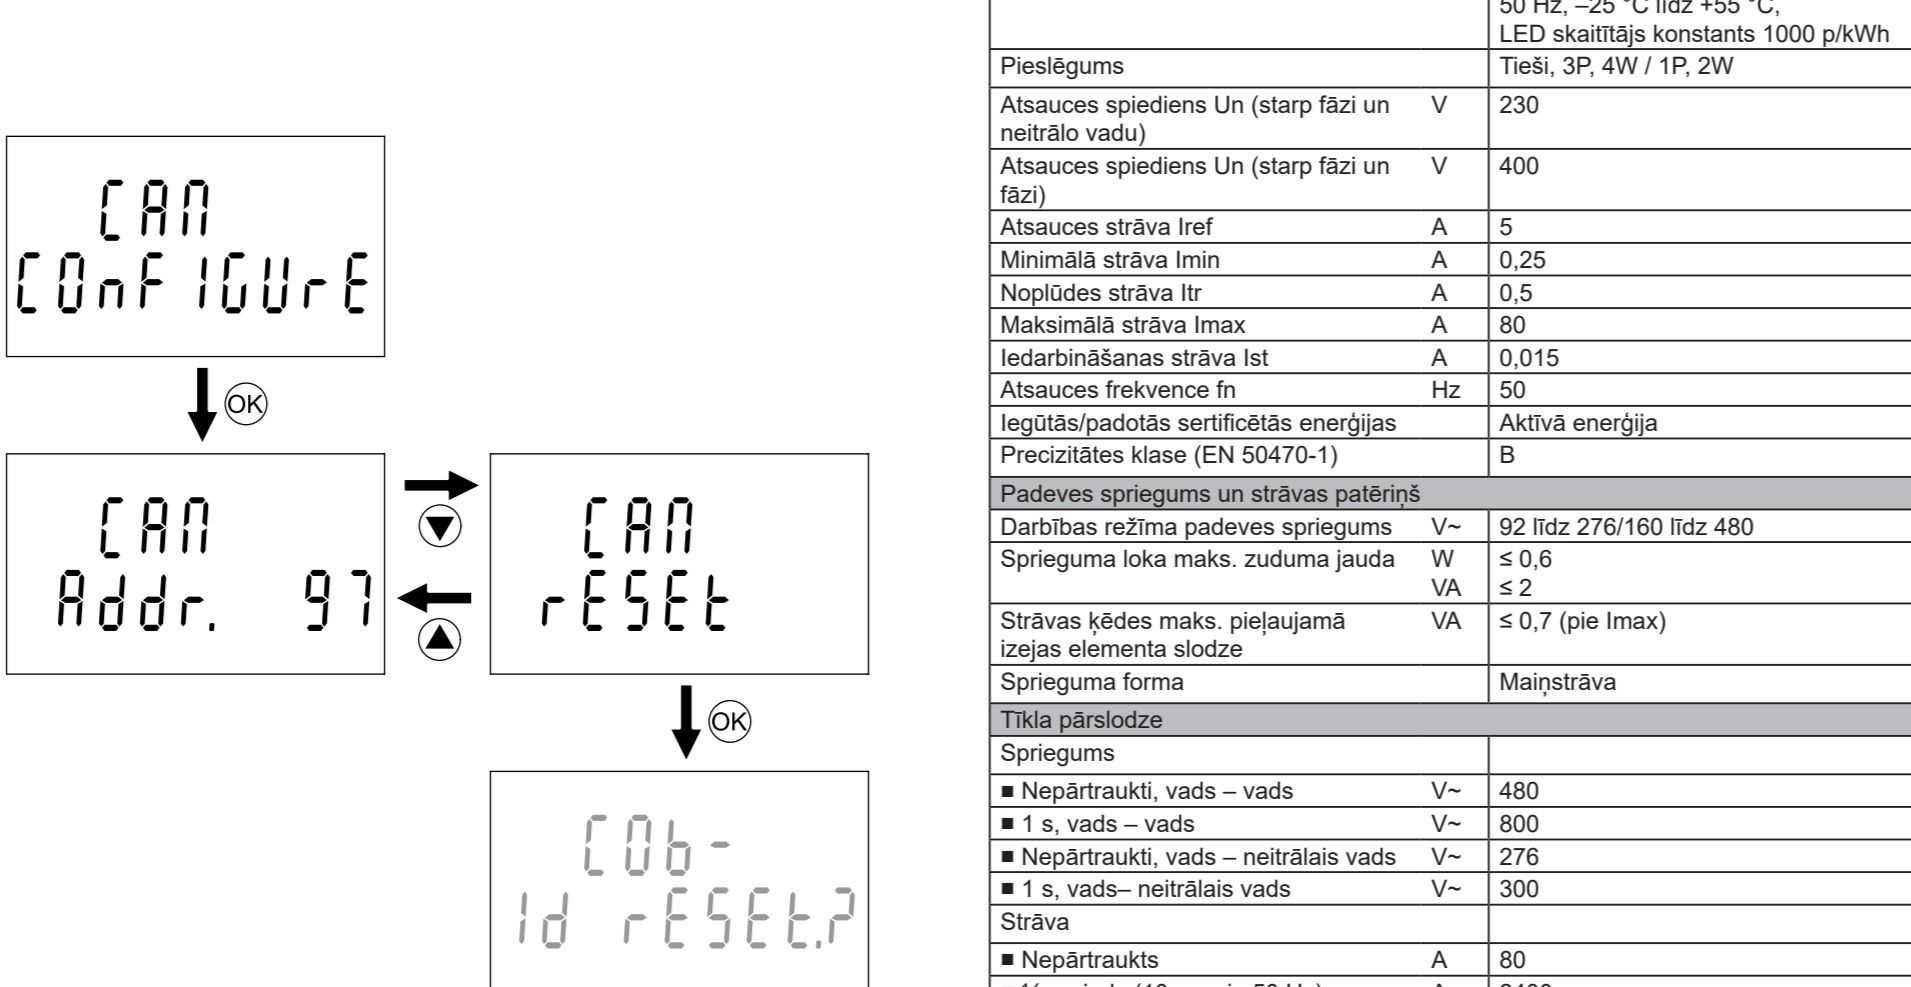 CAN
COnFIGUrE
OK
CAN
Addr. 97
CAN
rESEt
OK
COb-
Id rESEt.?
50 Hz, –25 °C līdz +55 °C,
LED skaitītājs konstants 1000 p/kWh
Pieslēgums Tieši, 3P, 4W / 1P, 2W
Atsauces spiediens Un (starp fāzi un V 230
neitrālo vadu)
Atsauces spiediens Un (starp fāzi un V 400
fāzi)
Atsauces strāva Iref A 5
Minimālā strāva Imin A 0,25
Noplūdes strāva Itr A 0,5
Maksimālā strāva Imax A 80
Iedarbināšanas strāva Ist A 0,015
Atsauces frekvence fn Hz 50
Iegūtās/padotās sertificētās enerģijas Aktīvā enerģija
Precizitātes klase (EN 50470-1) B
Padeves spriegums un strāvas patēriņš
Darbības režīma padeves spriegums V~ 92 līdz 276/160 līdz 480
Sprieguma loka maks. zuduma jauda W ≤ 0,6
VA ≤ 2
Strāvas ķēdes maks. pieļaujamā VA ≤ 0,7 (pie Imax)
izejas elementa slodze
Sprieguma forma Maiņstrāva
Tīkla pārslodze
Spriegums
■ Nepārtraukti, vads – vads V~ 480
■ 1 s, vads – vads V~ 800
■ Nepārtraukti, vads – neitrālais vads V~ 276
■ 1 s, vads– neitrālais vads V~ 300
Strāva
■ Nepārtraukts A 80